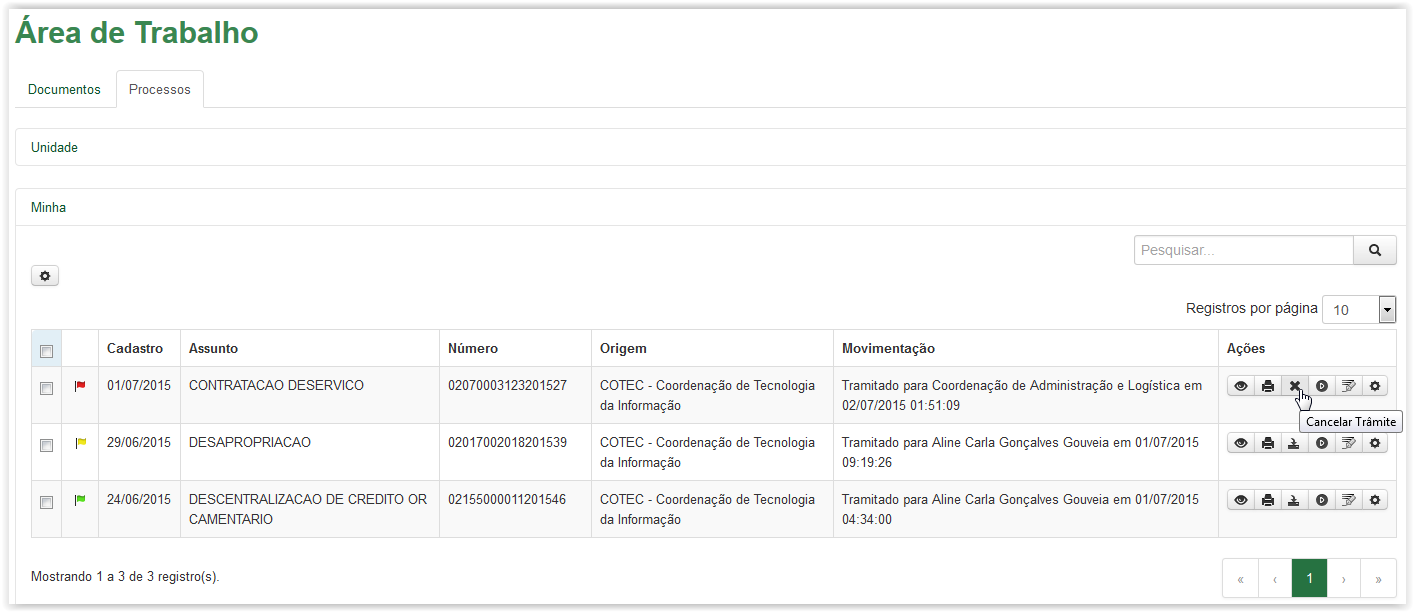 Área de Trabalho
Documentos
Processos
Unidade
Minha
Pesquisar...
Registros por página 10
Cadastro Assunto Número Origem Movimentação Ações
01/07/2015 CONTRATACAO DESERVICO 02070003123201527 COTEC - Coordenação de Tecnologia Tramitado para Coordenação de Administração e Logística em
da Informação 02/07/2015 01:51:09
Cancelar Trâmite
29/06/2015 DESAPROPRIACAO 02017002018201539 COTEC - Coordenação de Tecnologia Tramitado para Aline Carla Gonçalves Gouveia em 01/07/2015
da Informação 09:19:26
24/06/2015 DESCENTRALIZACAO DE CREDITO OR 02155000011201546 COTEC - Coordenação de Tecnologia Tramitado para Aline Carla Gonçalves Gouveia em 01/07/2015
CAMENTARIO da Informação 04:34:00
Mostrando 1 a 3 de 3 registro(s).
« ‹ 1 › »